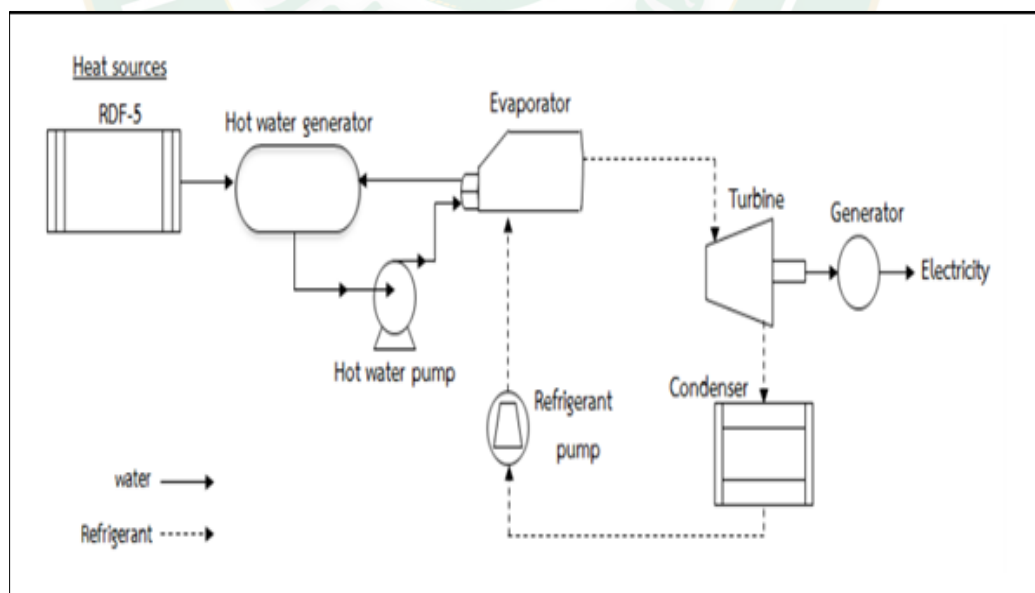 Heat sources
RDF-5
Hot water generator
Evaporator
Turbine
Generator
Electricity
Hot water pump
Condenser
Refrigerant
pump
water
Refrigerant